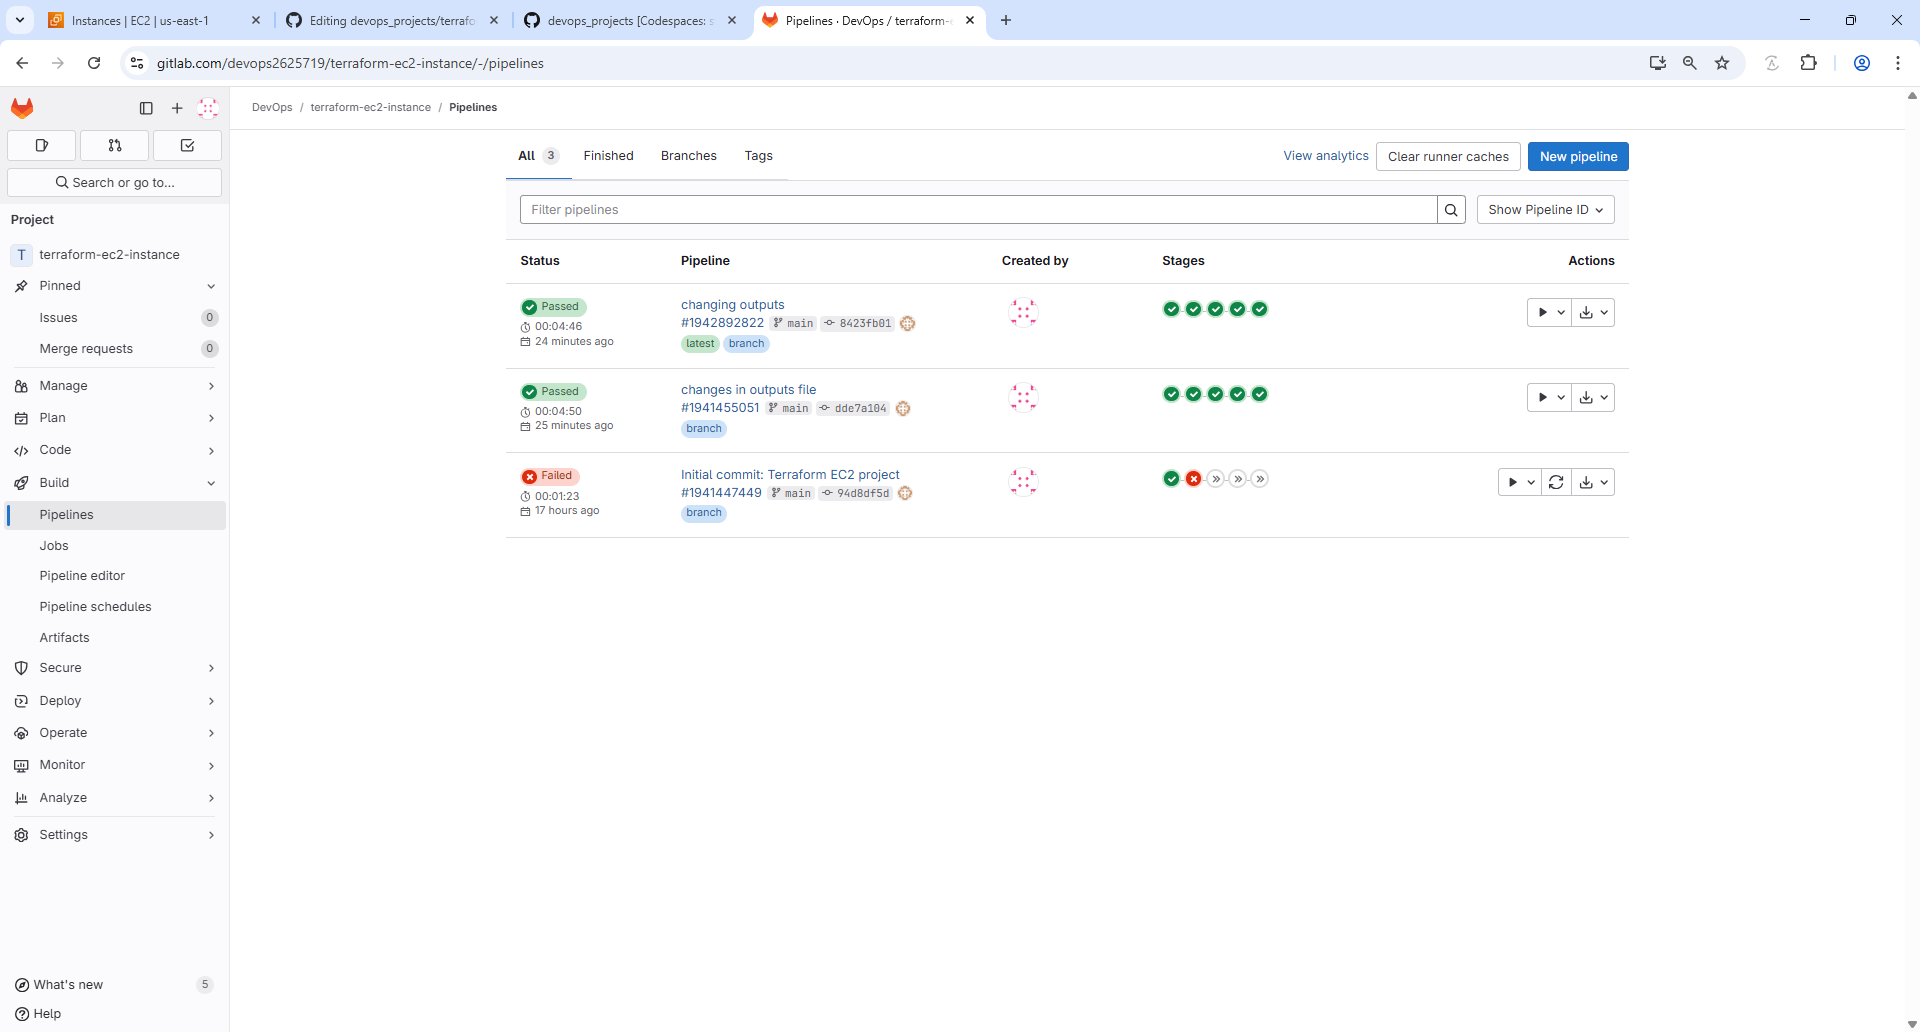 Instances | EC2 | us-east-1
Editing devops_projects/terrafo
devops_projects [Codespaces: s
Pipelines · DevOps / terraform-e
gitlab.com/devops2625719/terraform-ec2-instance/-/pipelines
DevOps / terraform-ec2-instance / Pipelines
Search or go to...
Project
T terraform-ec2-instance
Pinned
Issues 0
Merge requests 0
Manage
Plan
Code
Build
Pipelines
Jobs
Pipeline editor
Pipeline schedules
Artifacts
Secure
Deploy
Operate
Monitor
Analyze
Settings
What's new 5
Help
All 3 Finished Branches Tags
View analytics Clear runner caches New pipeline
Filter pipelines Show Pipeline ID
Status Pipeline Created by Stages Actions
Passed
00:04:46
24 minutes ago
changing outputs
#1942892822 main 8423fb01
latest branch
Passed
00:04:50
25 minutes ago
changes in outputs file
#1941455051 main dde7a104
branch
Failed
00:01:23
17 hours ago
Initial commit: Terraform EC2 project
#1941447449 main 94d8df5d
branch